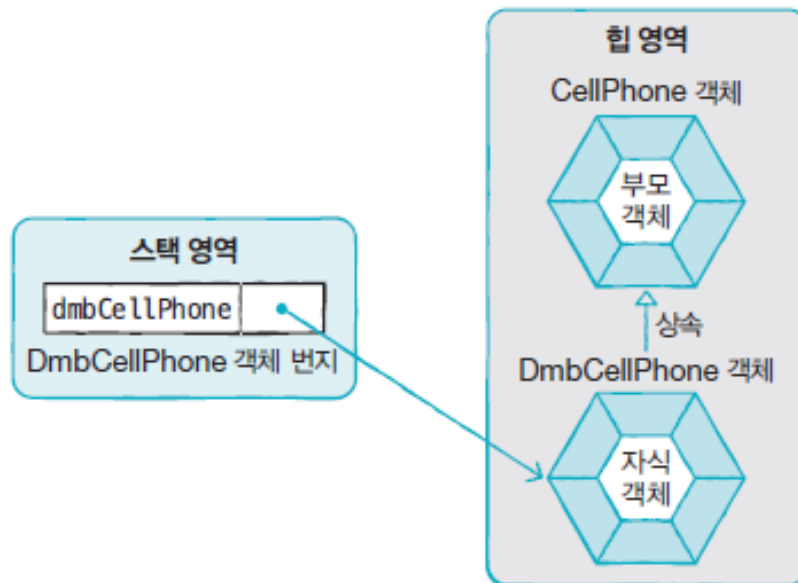 힙 영역
CellPhone 객체
부모
객체
스택 영역
dmbCellPhone
DmbCellPhone 객체 번지
상속
DmbCellPhone 객체
자식
객체